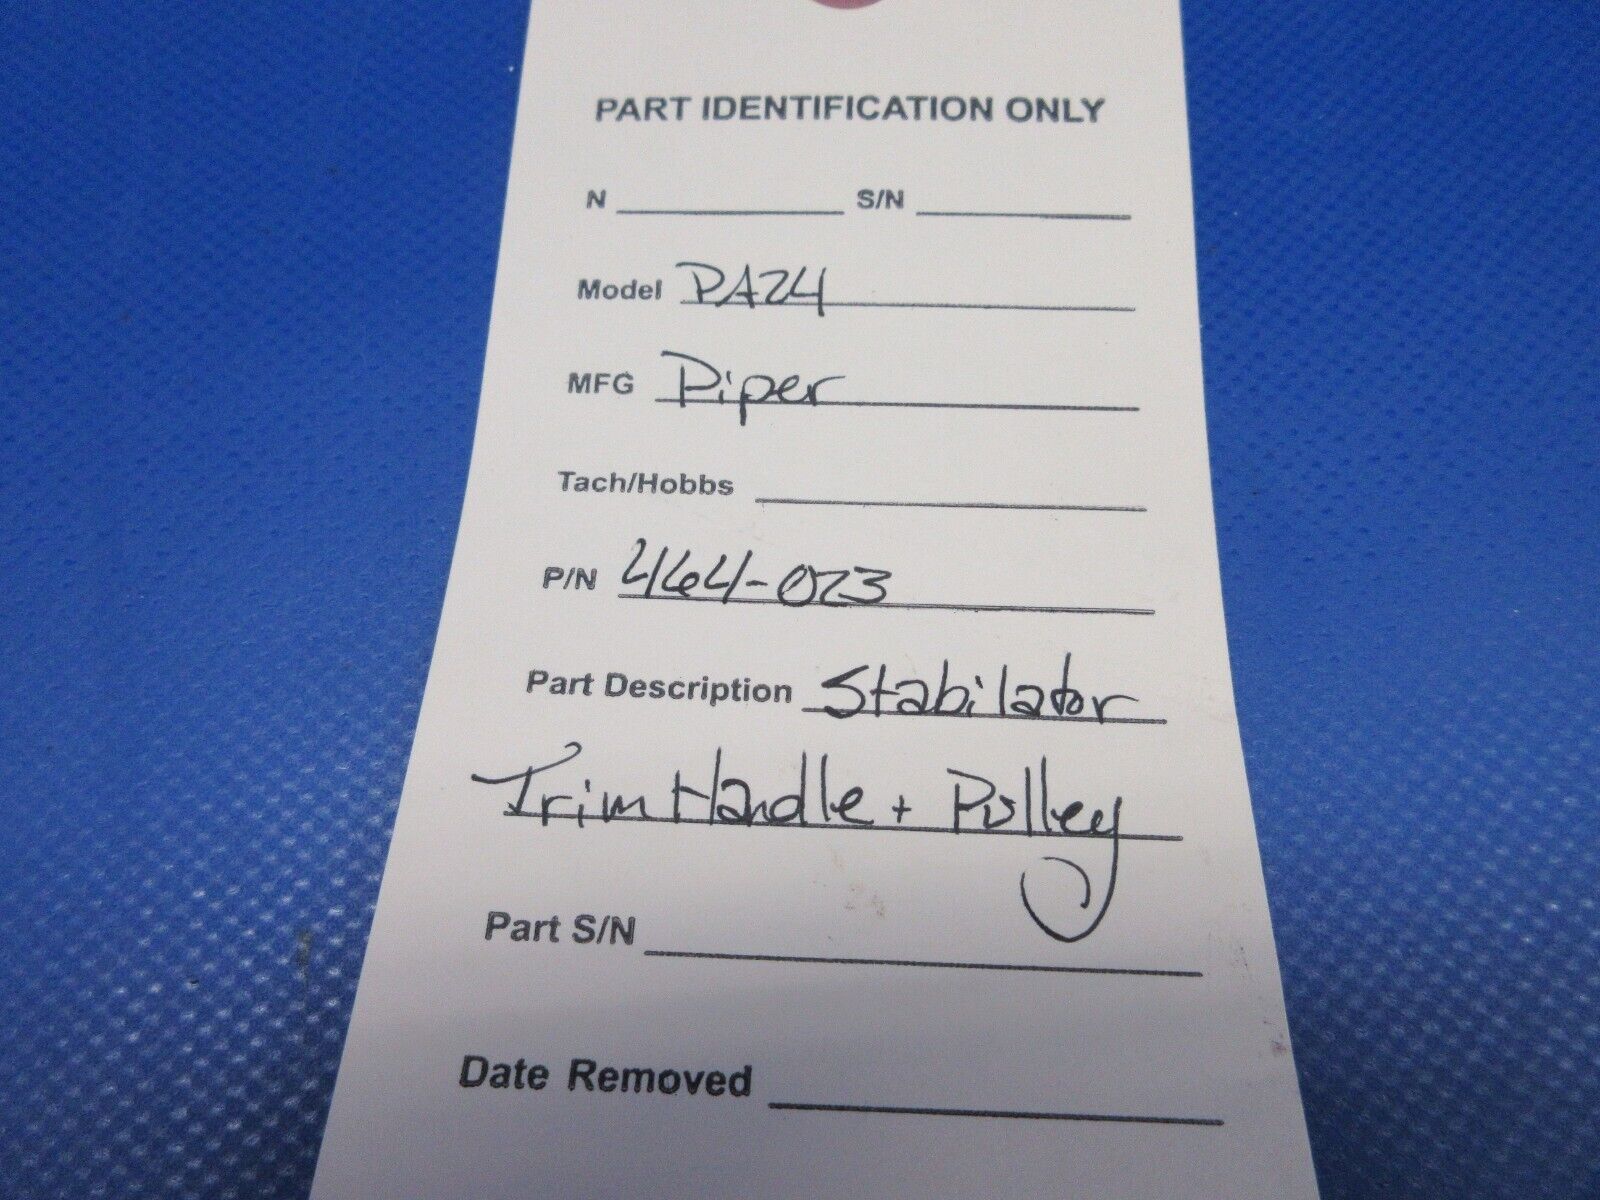 PART IDENTIFICATION ONLY
N S/N
Model PA24
MFG Piper
Tach/Hobbs
P/N 464-023
Part Description Stabilator
Trim Handle + Pulley
Part S/N
Date Removed